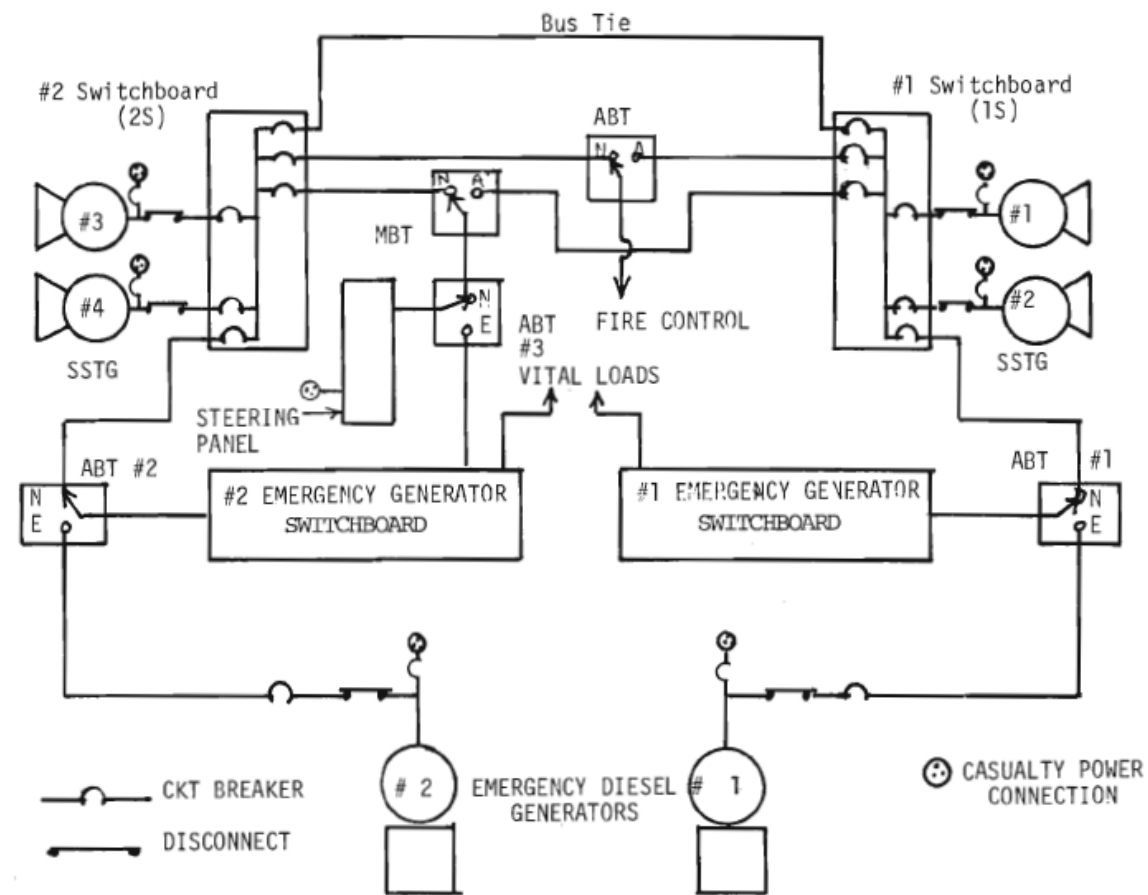 Bus Tie
#2 Switchboard
(2S)
#1 Switchboard
(1S)
ABT
N A
N A
MBT
#3
#4
SSTG
#1
#2
SSTG
N
E
ABT
#3
FIRE CONTROL
VITAL LOADS
STEERING
PANEL
ABT #2
N
E
#2 EMERGENCY GENERATOR
SWITCHBOARD
#1 EMERGENCY GENERATOR
SWITCHBOARD
ABT #1
N
E
# 2
EMERGENCY DIESEL
GENERATORS
# 1
CKT BREAKER
DISCONNECT
CASUALTY POWER
CONNECTION